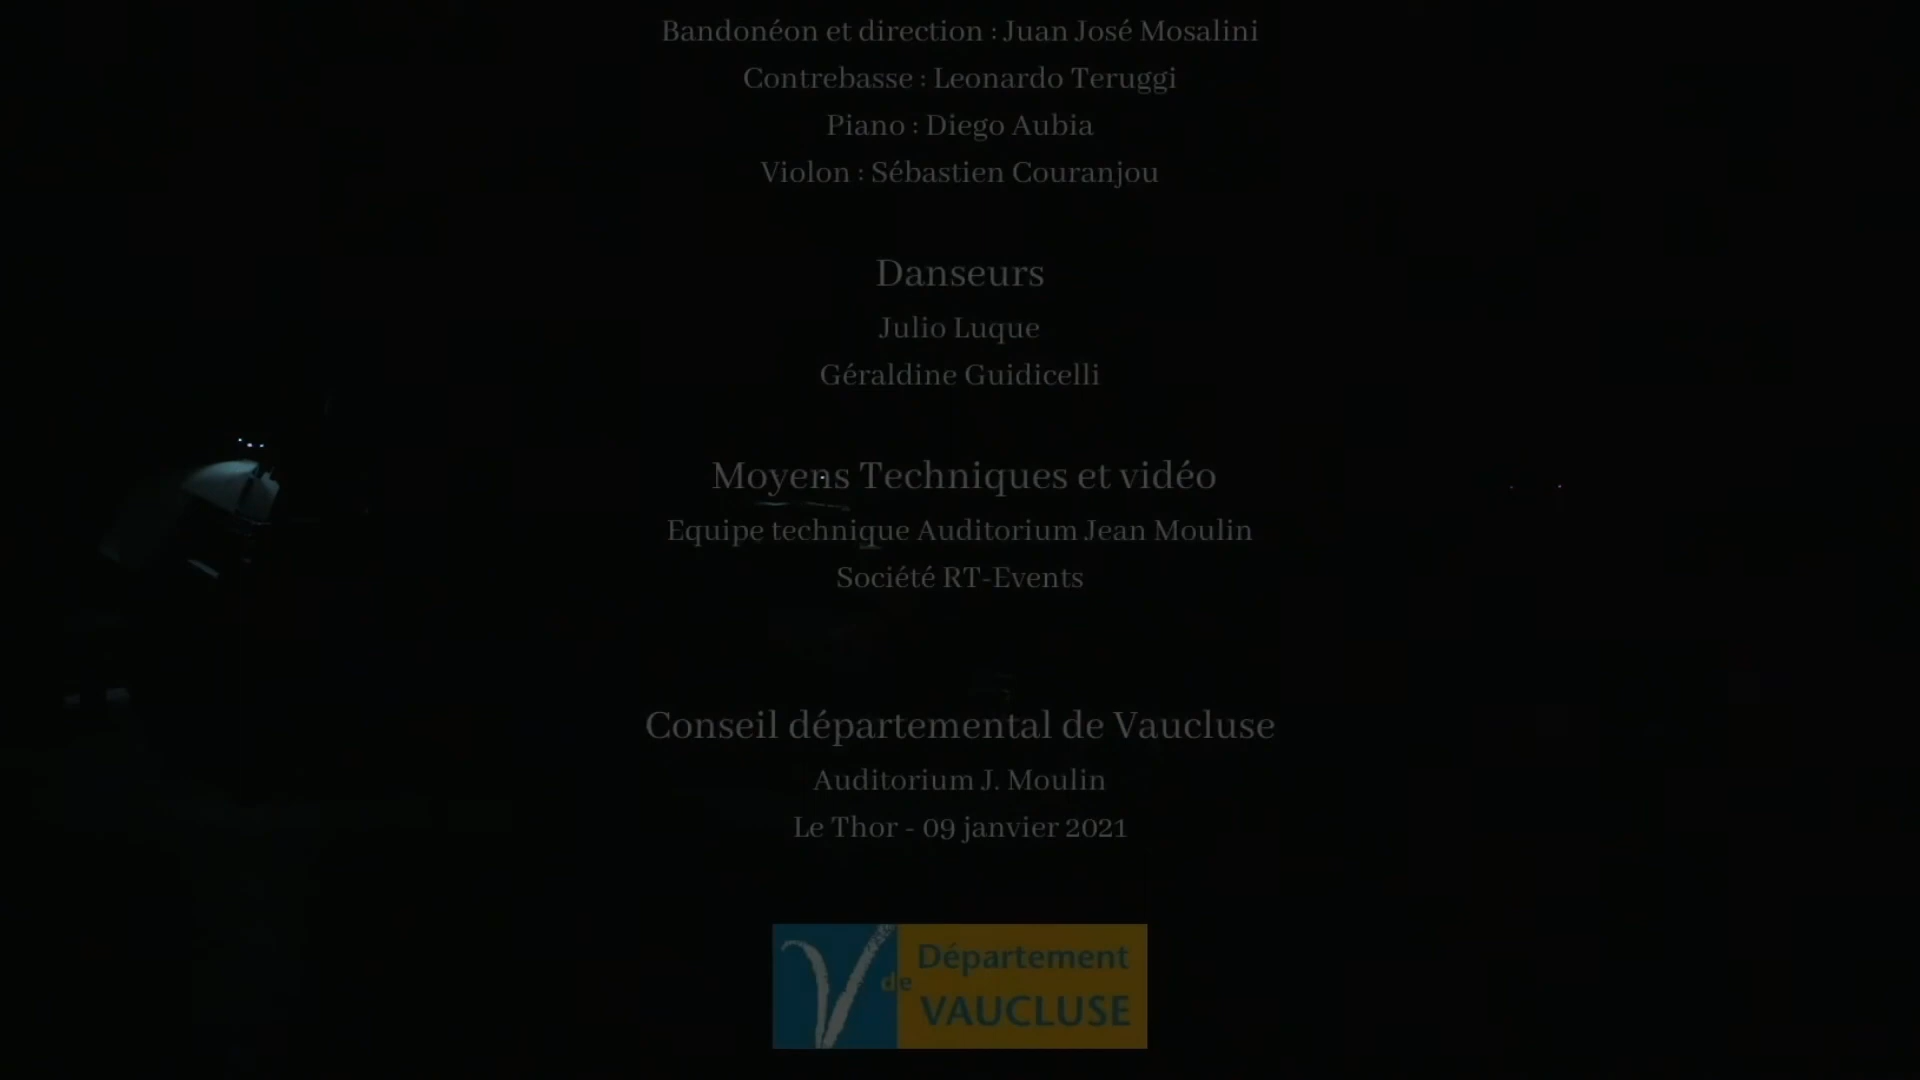 Bandonéon et direction : Juan José Mosalini
Contrebasse : Leonardo Teruggi
Piano : Diego Aubia
Violon : Sébastien Couranjou
Danseurs
Julio Luque
Géraldine Guidicelli
Moyens Techniques et vidéo
Equipe technique Auditorium Jean Moulin
Société RT-Events
Conseil départemental de Vaucluse
Auditorium J. Moulin
Le Thor - 09 janvier 2021
Département
de
VAUCLUSE